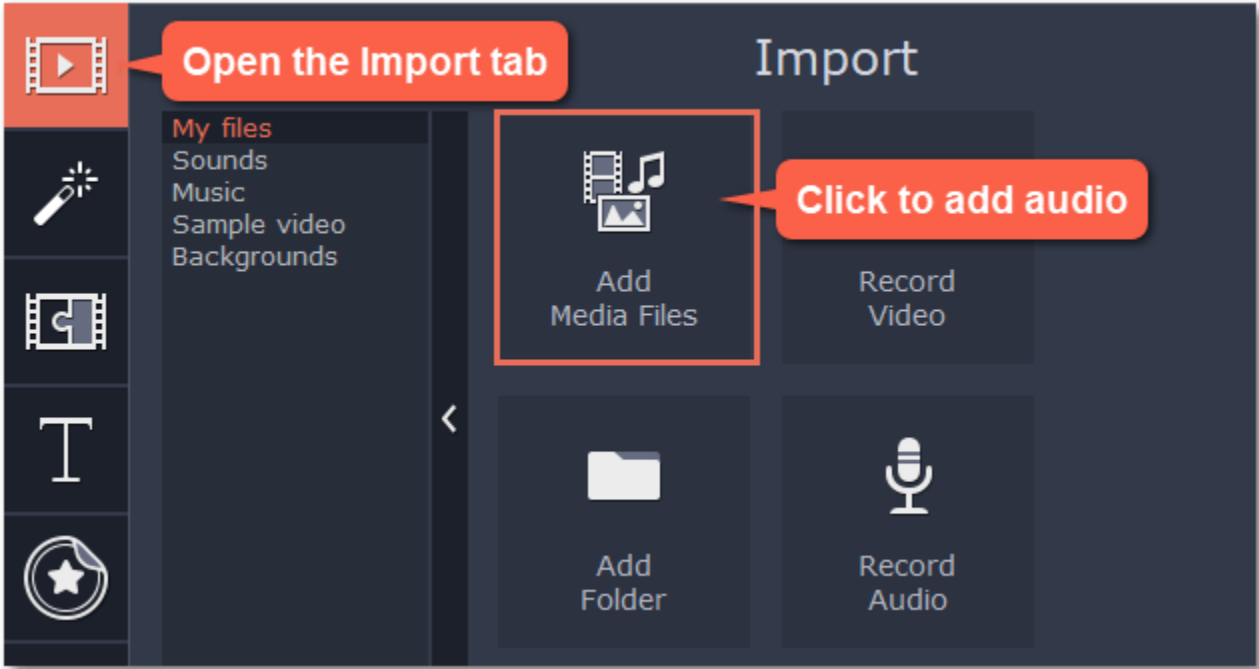 Open the Import tab
Import
My files
Sounds
Music
Sample video
Backgrounds
Click to add audio
Add
Media Files
Record
Video
T
Add
Folder
Record
Audio